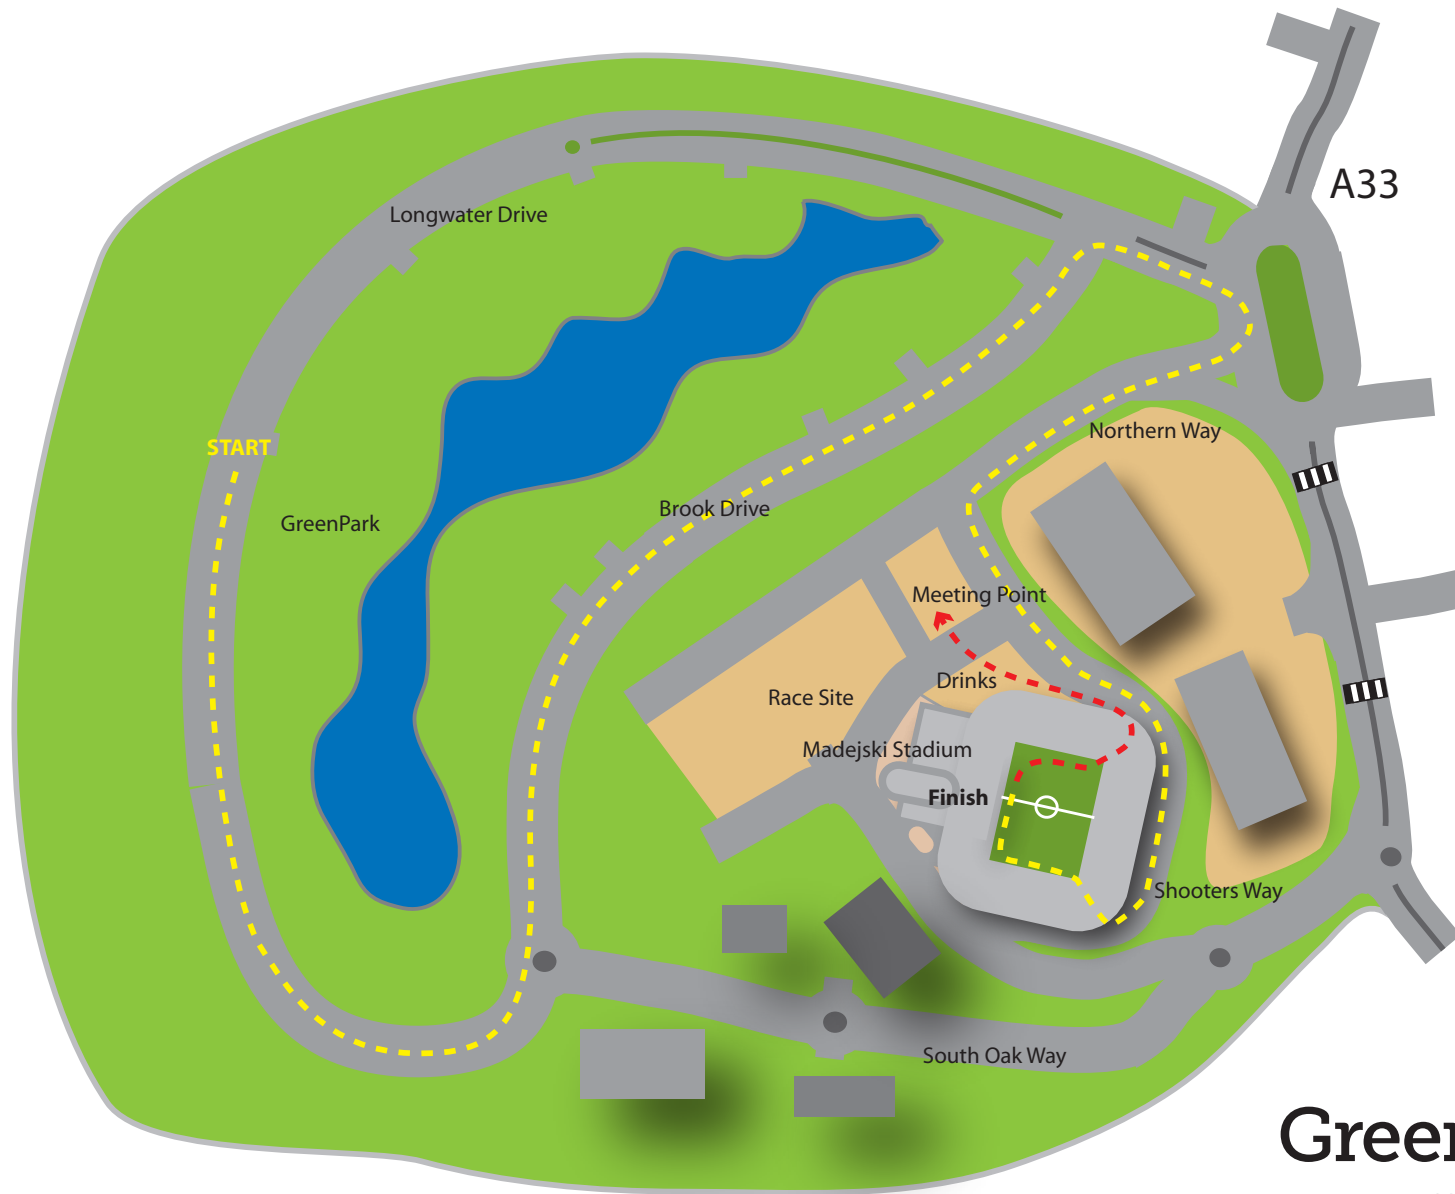 A33
Longwater Drive
Northern Way
START
Brook Drive
GreenPark
Meeting Point
Drinks
Race Site
Madejski Stadium
Finish
Shooters Way
South Oak Way
Green